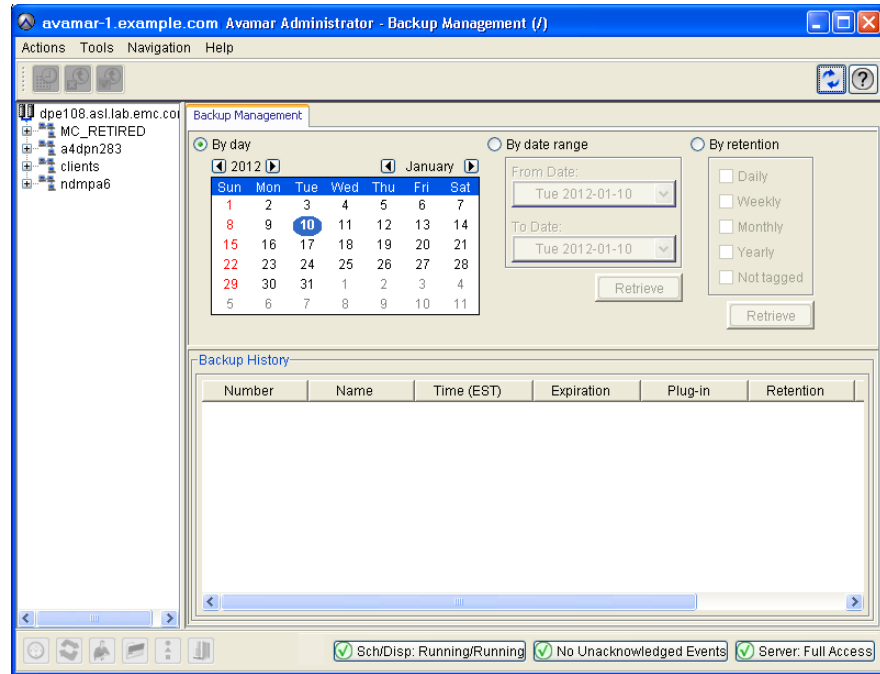 avamar-1.example.com Avamar Administrator - Backup Management (/)
Actions Tools Navigation Help
dpe108.asl.lab.emc.co
MC_RETIRED
a4dpn283
clients
ndmpa6
Backup Management
By day
2012 January
Sun Mon Tue Wed Thu Fri Sat
1 2 3 4 5 6 7
8 9 10 11 12 13 14
15 16 17 18 19 20 21
22 23 24 25 26 27 28
29 30 31 1 2 3 4
5 6 7 8 9 10 11
By date range
From Date:
Tue 2012-01-10
To Date:
Tue 2012-01-10
Retrieve
By retention
Daily
Weekly
Monthly
Yearly
Not tagged
Retrieve
Backup History
Number Name Time (EST) Expiration Plug-in Retention
Sch/Disp: Running/Running No Unacknowledged Events Server: Full Access